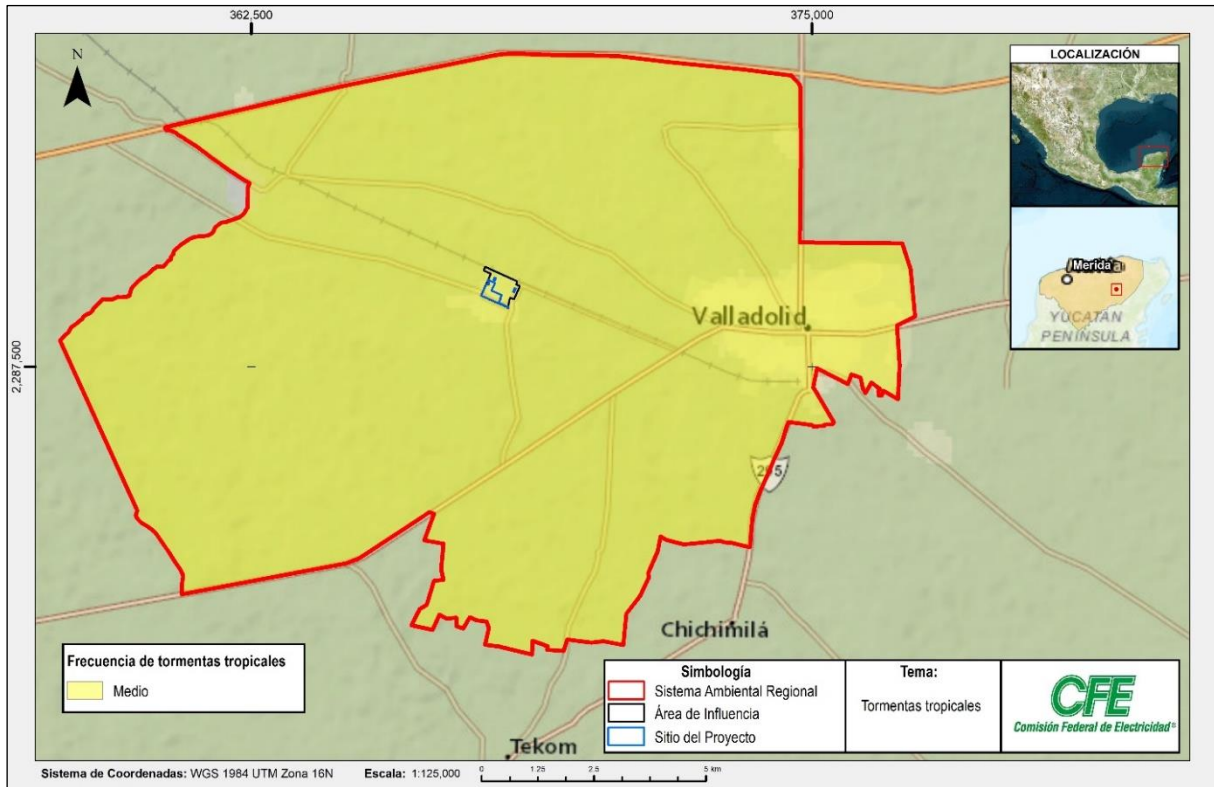 362,500
375,000
N
LOCALIZACIÓN
Merida
YUCATÁN
PENÍNSULA
Valladolid
2,287,500
295
Chichimilá
Tekom
Frecuencia de tormentas tropicales
Medio
Simbología
Sistema Ambiental Regional
Área de Influencia
Sitio del Proyecto
Tema:
Tormentas tropicales
CFE
Comisión Federal de Electricidad®
Sistema de Coordenadas: WGS 1984 UTM Zona 16N
Escala: 1:125,000
0 1.25 2.5 5 km